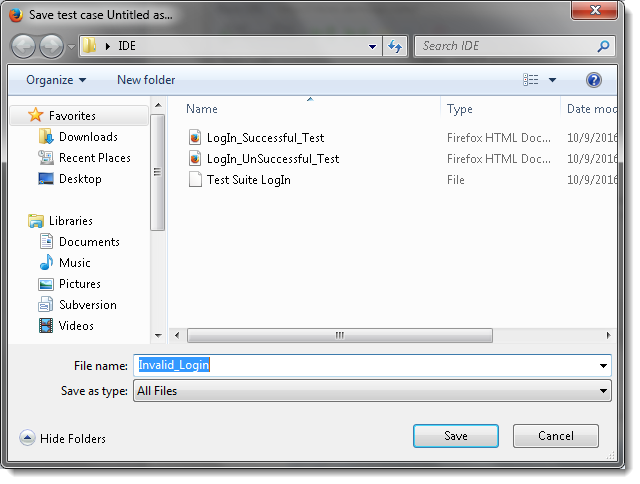 Save test case Untitled as...
IDE
Search IDE
Organize
New folder
Favorites
Downloads
Recent Places
Desktop
Libraries
Documents
Music
Pictures
Subversion
Videos
Name Type Date mod
LogIn_Successful_Test Firefox HTML Doc... 10/9/2016
LogIn_UnSuccessful_Test Firefox HTML Doc... 10/9/2016
Test Suite LogIn File 10/9/2016
File name: Invalid_Login
Save as type: All Files
Hide Folders
Save
Cancel